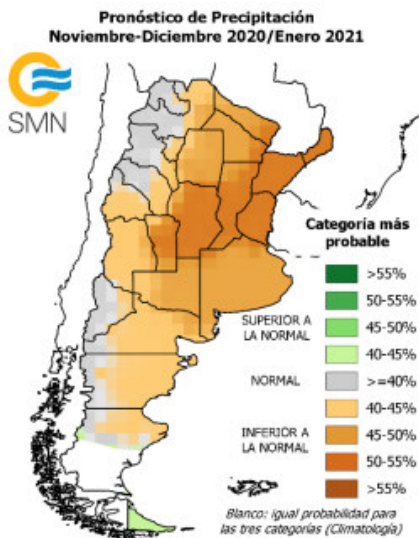 Pronóstico de Precipitación
Noviembre-Diciembre 2020/Enero 2021
SMN
Categoría más
probable
>55%
50-55%
45-50%
SUPERIOR A
LA NORMAL
40-45%
NORMAL
>=40%
40-45%
INFERIOR A
LA NORMAL
45-50%
50-55%
>55%
Blanco: igual probabilidad para
las tres categorías (Climatología)